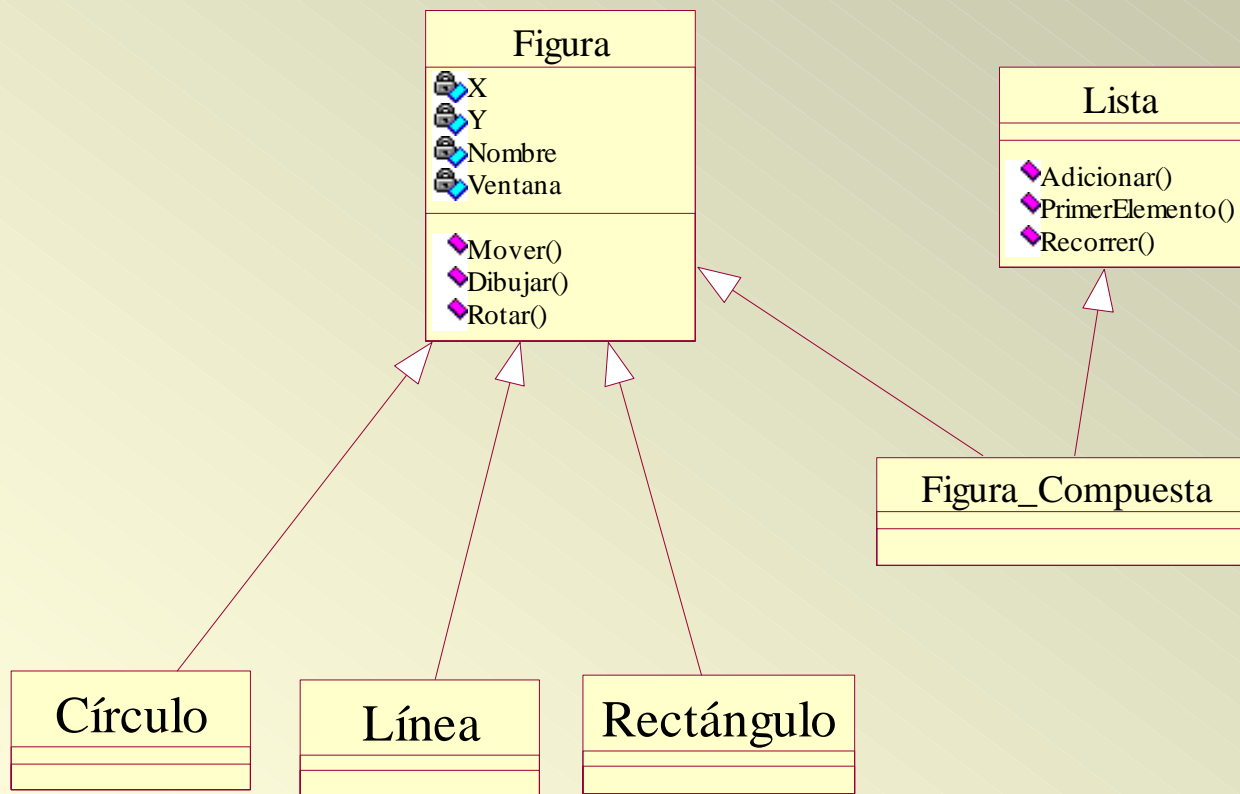 Figura
X
Y
Nombre
Ventana
Mover()
Dibujar()
Rotar()
Lista
Adicionar()
PrimerElemento()
Recorrer()
Figura_Compuesta
Círculo
Línea
Rectángulo